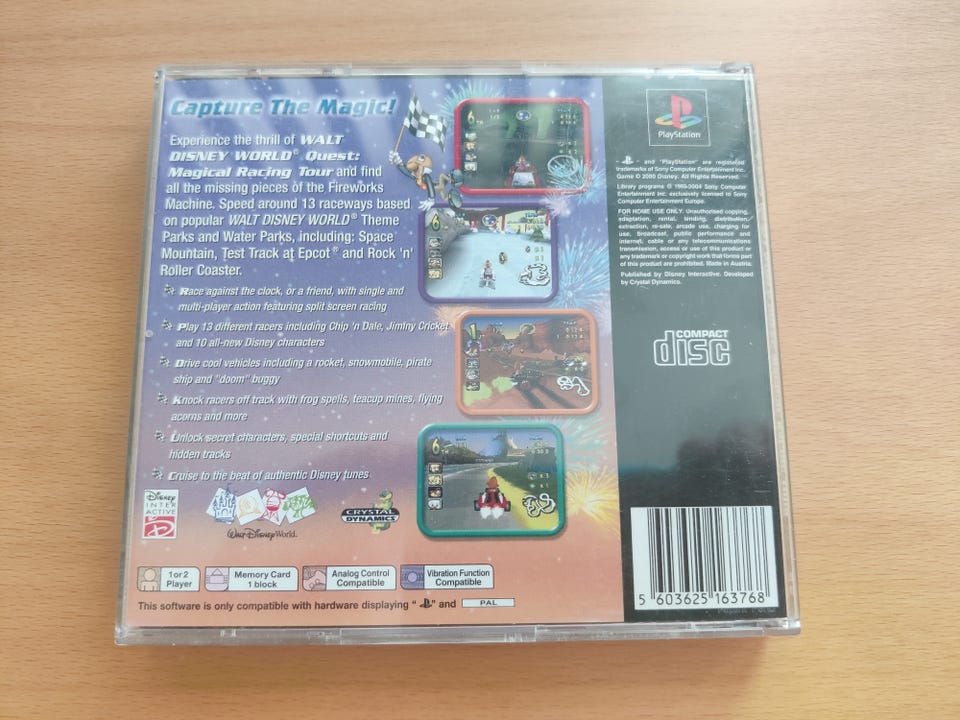 Capture The Magic!
Experience the thrill of WALT
DISNEY WORLD® Quest:
Magical Racing Tour and find
all the missing pieces of the Fireworks
Machine. Speed around 13 raceways based
on popular WALT DISNEY WORLD® Theme
Parks and Water Parks, including: Space
Mountain, Test Track at Epcot® and Rock 'n'
Roller Coaster.
Race against the clock, or a friend, with single and
multi-player action featuring split screen racing
Play 13 different racers including Chip 'n Dale, Jiminy Cricket
and 10 all-new Disney characters
Drive cool vehicles including a rocket, snowmobile, pirate
ship and "doom" buggy
Knock racers off track with frog spells, teacup mines, flying
acorns and more
Unlock secret characters, special shortcuts and
hidden tracks
Cruise to the beat of authentic Disney tunes
Disney
INTER
ACTIVE
Walt Disney World.
CRYSTAL
DYNAMICS
1 or 2
Player
Memory Card
1 block
Analog Control
Compatible
Vibration Function
Compatible
This software is only compatible with hardware displaying " " and PAL
PlayStation
" " and "PlayStation" are registered
trademarks of Sony Computer Entertainment Inc.
Game © 2000 Disney. All Rights Reserved.
Library programs © 1993-2004 Sony Computer
Entertainment Inc. exclusively licensed to Sony
Computer Entertainment Europe.
FOR HOME USE ONLY: Unauthorised copying,
adaptation, rental, lending, distribution,
extraction, re-sale, arcade use, charging for
use, broadcast, public performance and
internet, cable or any telecommunications
transmission, access or use of this product or
any trademark or copyright work that forms part
of this product are prohibited. Made in Austria.
Published by Disney Interactive. Developed
by Crystal Dynamics.
COMPACT
disc
5 603625 163768